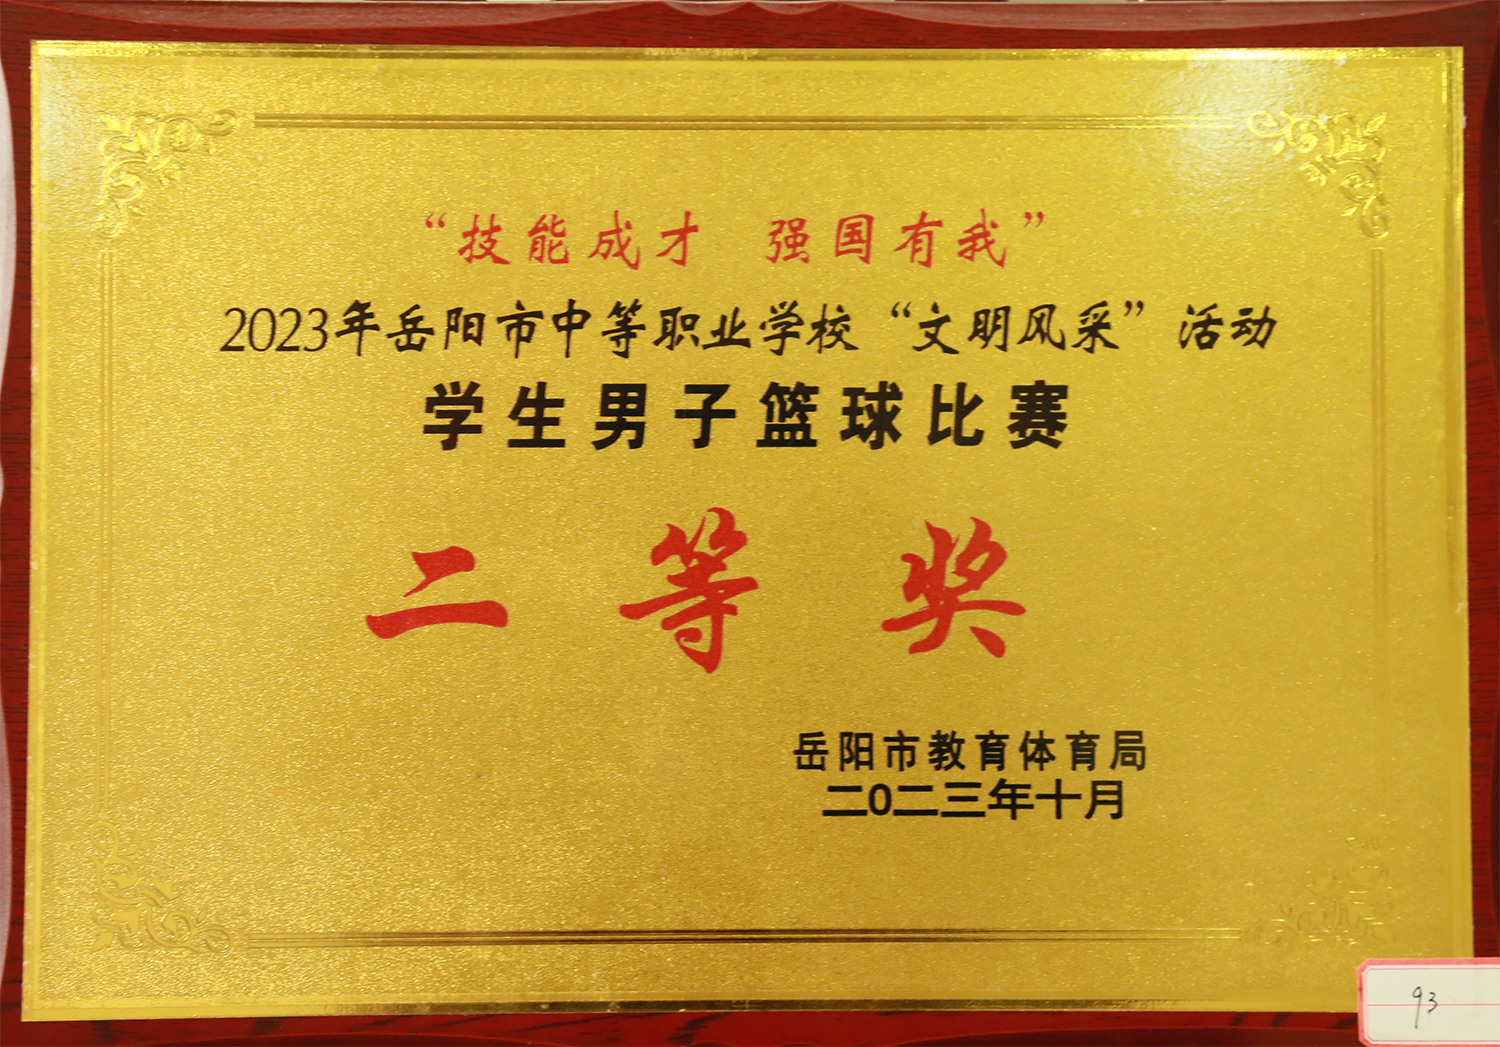 “技能成才 强国有我”
2023年岳阳市中等职业学校“文明风采”活动
学生男子篮球比赛
二等奖
岳阳市教育体育局
二0二三年十月
93